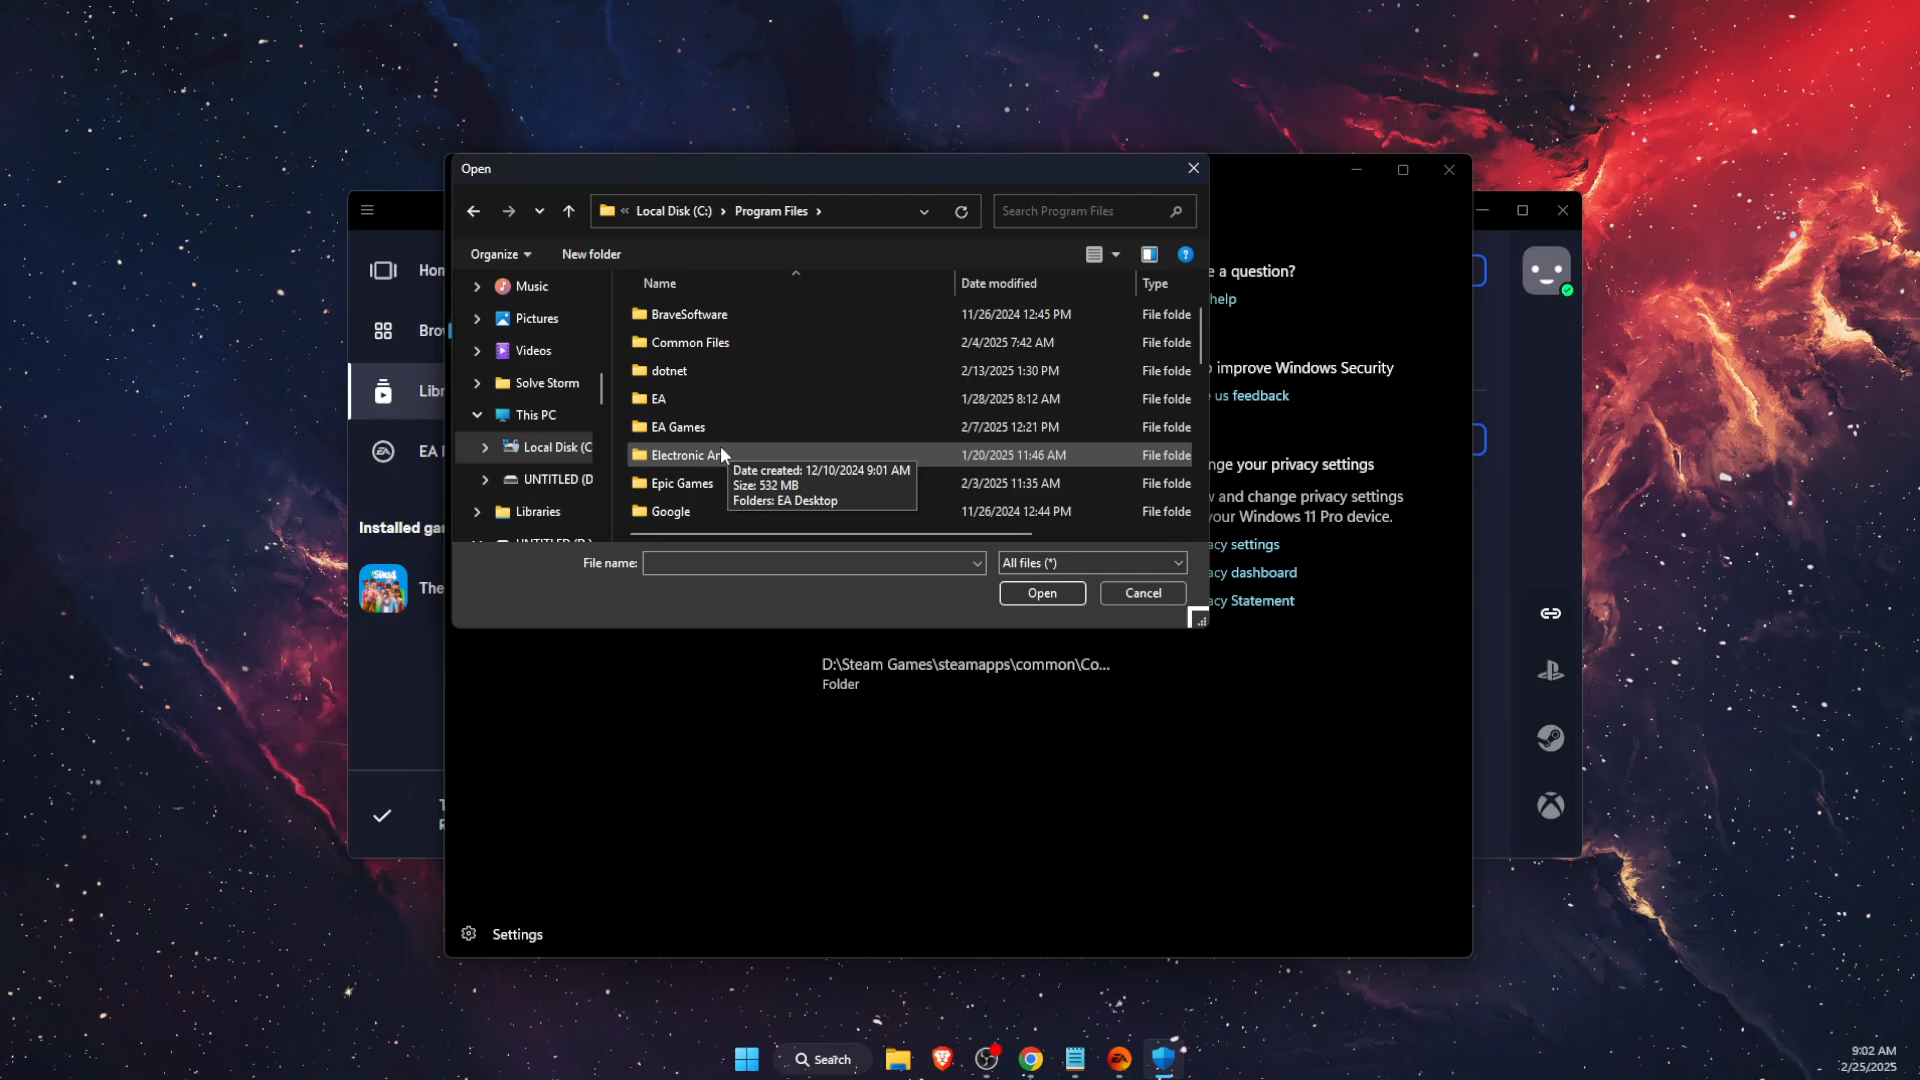 Open
Local Disk (C:) > Program Files >
Search Program Files
Organize
New folder
Name
Date modified
Type
Music
Pictures
Videos
Solve Storm
This PC
Local Disk (C
UNTITLED (D
Libraries
BraveSoftware 11/26/2024 12:45 PM File folde
Common Files 2/4/2025 7:42 AM File folde
dotnet 2/13/2025 1:30 PM File folde
EA 1/28/2025 8:12 AM File folde
EA Games 2/7/2025 12:21 PM File folde
Electronic Ar 1/20/2025 11:46 AM File folde
Epic Games 2/3/2025 11:35 AM File folde
Google 11/26/2024 12:44 PM File folde
Date created: 12/10/2024 9:01 AM
Size: 532 MB
Folders: EA Desktop
File name:
All files (*)
Open
Cancel
Hon
Brow
Libr
EA
Installed gar
The
e a question?
help
improve Windows Security
us feedback
nge your privacy settings
w and change privacy settings
our Windows 11 Pro device.
acy settings
acy dashboard
acy Statement
D:\Steam Games\steamapps\common\Co...
Folder
Settings
Search
9:02 AM
2/25/2025